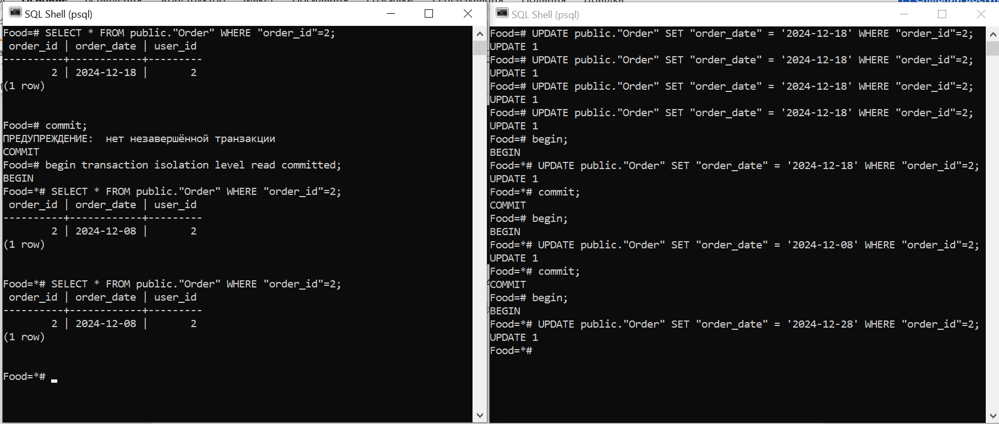 SQL Shell (psql)
Food=# SELECT * FROM public."Order" WHERE "order_id"=2;
 order_id | order_date | user_id
----------+------------+---------
        2 | 2024-12-18 |       2
(1 row)
Food=# commit;
ПРЕДУПРЕЖДЕНИЕ:  нет незавершённой транзакции
COMMIT
Food=# begin transaction isolation level read committed;
BEGIN
Food=*# SELECT * FROM public."Order" WHERE "order_id"=2;
 order_id | order_date | user_id
----------+------------+---------
        2 | 2024-12-08 |       2
(1 row)
Food=*# SELECT * FROM public."Order" WHERE "order_id"=2;
 order_id | order_date | user_id
----------+------------+---------
        2 | 2024-12-08 |       2
(1 row)
Food=*#
SQL Shell (psql)
Food=# UPDATE public."Order" SET "order_date" = '2024-12-18' WHERE "order_id"=2;
UPDATE 1
Food=# UPDATE public."Order" SET "order_date" = '2024-12-18' WHERE "order_id"=2;
UPDATE 1
Food=# UPDATE public."Order" SET "order_date" = '2024-12-18' WHERE "order_id"=2;
UPDATE 1
Food=# UPDATE public."Order" SET "order_date" = '2024-12-18' WHERE "order_id"=2;
UPDATE 1
Food=# begin;
BEGIN
Food=*# UPDATE public."Order" SET "order_date" = '2024-12-18' WHERE "order_id"=2;
UPDATE 1
Food=*# commit;
COMMIT
Food=# begin;
BEGIN
Food=*# UPDATE public."Order" SET "order_date" = '2024-12-08' WHERE "order_id"=2;
UPDATE 1
Food=*# commit;
COMMIT
Food=# begin;
BEGIN
Food=*# UPDATE public."Order" SET "order_date" = '2024-12-28' WHERE "order_id"=2;
UPDATE 1
Food=*#